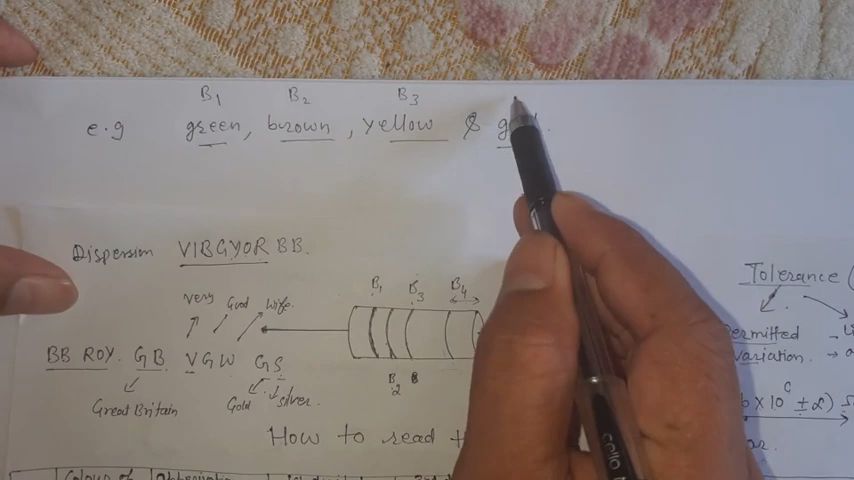 B1 B2 B3
e.g green, brown, yellow &
Dispersion VIBGYOR BB.
Very Good Wife.
B1 B3 B4
BB ROY. GB. VGW GS
B2
Great Britain
Gold Silver.
How to read
Tolerance (
Permitted
variation.